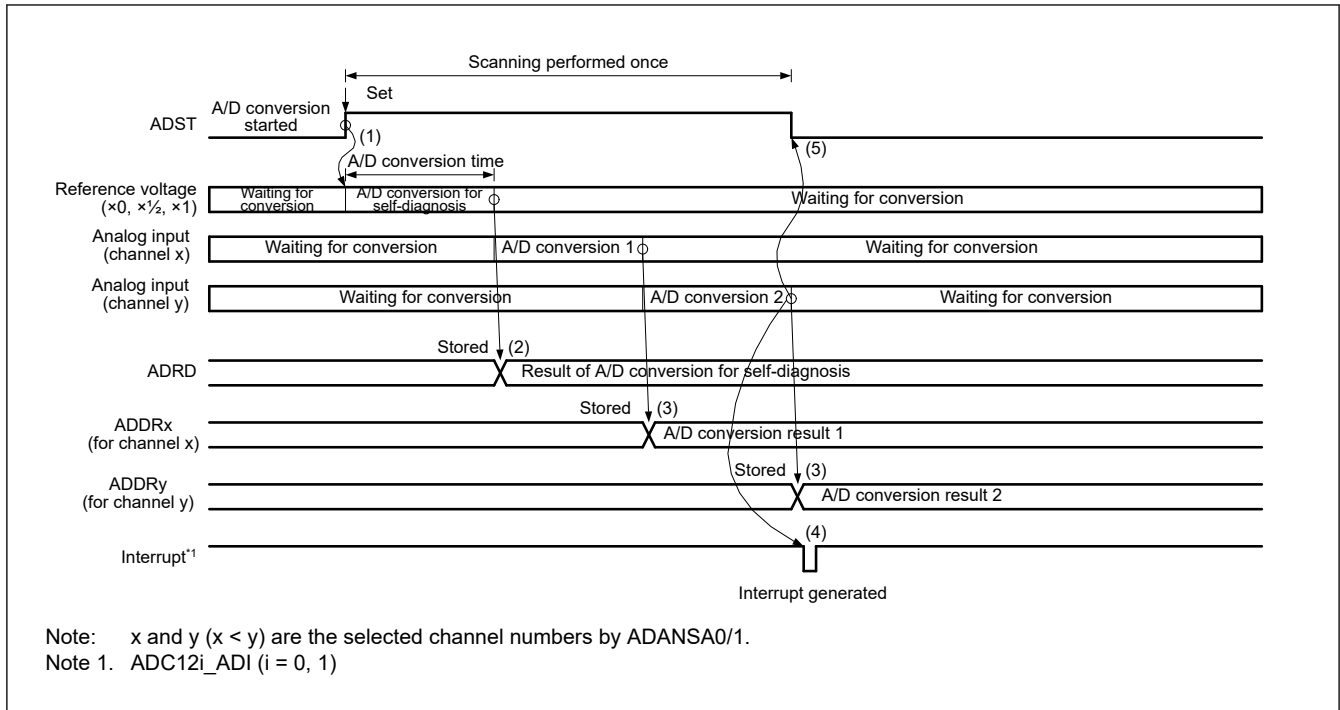 Scanning performed once
Set
A/D conversion
started
ADST
(1)
(5)
A/D conversion time
Reference voltage
(×0, ×½, ×1)
Waiting for
conversion
A/D conversion for
self-diagnosis
Waiting for conversion
Analog input
(channel x)
Waiting for conversion
A/D conversion 1
Waiting for conversion
Analog input
(channel y)
Waiting for conversion
A/D conversion 2
Waiting for conversion
Stored
(2)
ADRD
Result of A/D conversion for self-diagnosis
Stored
(3)
ADDRx
(for channel x)
A/D conversion result 1
Stored
(3)
ADDRy
(for channel y)
A/D conversion result 2
(4)
Interrupt*1
Interrupt generated
Note: x and y (x < y) are the selected channel numbers by ADANSA0/1.
Note 1. ADC12i_ADI (i = 0, 1)